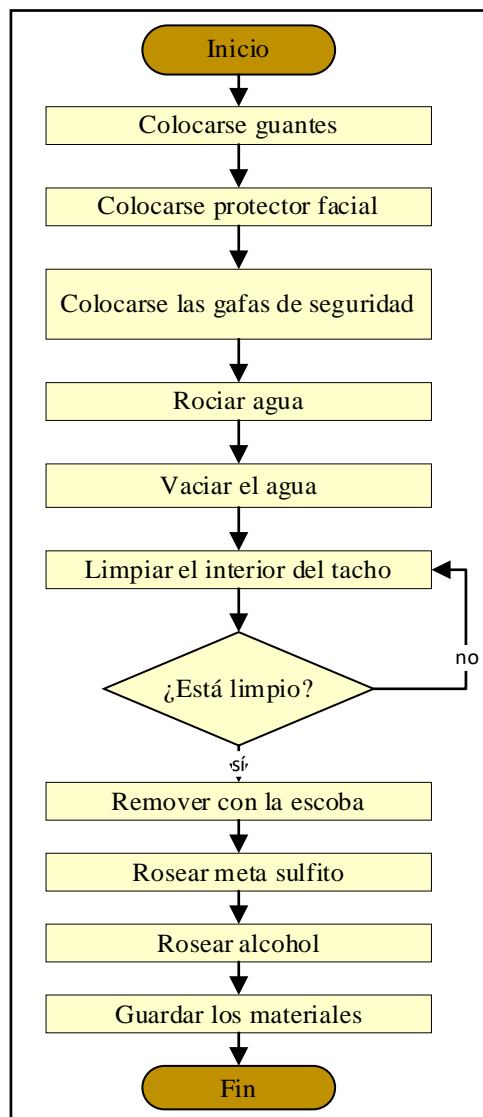 Inicio
Colocarse guantes
Colocarse protector facial
Colocarse las gafas de seguridad
Rociar agua
Vaciar el agua
Limpiar el interior del tacho
¿Está limpio?
no
sí
Remover con la escoba
Rosear meta sulfito
Rosear alcohol
Guardar los materiales
Fin